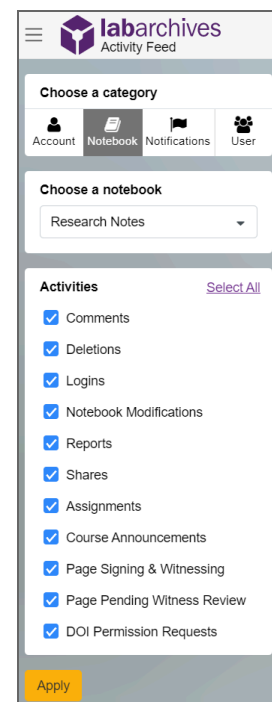 labarchives
Activity Feed
Choose a category
Account Notebook Notifications User
Choose a notebook
Research Notes
Activities Select All
Comments
Deletions
Logins
Notebook Modifications
Reports
Shares
Assignments
Course Announcements
Page Signing & Witnessing
Page Pending Witness Review
DOI Permission Requests
Apply